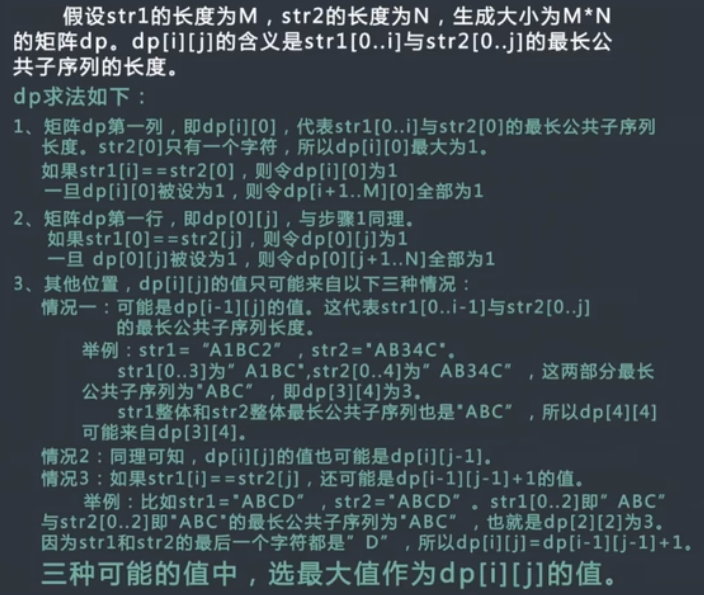 假设str1的长度为M，str2的长度为N，生成大小为M*N
的矩阵dp。dp[i][j]的含义是str1[0..i]与str2[0..j]的最长公
共子序列的长度。
dp求法如下：
1、矩阵dp第一列，即dp[i][0]，代表str1[0..i]与str2[0]的最长公共子序列
长度。str2[0]只有一个字符，所以dp[i][0]最大为1。
如果str1[i]==str2[0]，则令dp[i][0]为1
一旦dp[i][0]被设为1，则令dp[i+1..M][0]全部为1
2、矩阵dp第一行，即dp[0][j]，与步骤1同理。
如果str1[0]==str2[j]，则令dp[0][j]为1
一旦 dp[0][j]被设为1，则令dp[0][j+1..N]全部为1
3、其他位置，dp[i][j]的值只可能来自以下三种情况：
情况一：可能是dp[i-1][j]的值。这代表str1[0..i-1]与str2[0..j]
的最长公共子序列长度。
举例：str1=“A1BC2”，str2="AB34C"。
str1[0..3]为”A1BC",str2[0..4]为”AB34C”，这两部分最长
公共子序列为"ABC”，即dp[3][4]为3。
str1整体和str2整体最长公共子序列也是"ABC”，所以dp[4][4]
可能来自dp[3][4]。
情况2：同理可知，dp[i][j]的值也可能是dp[i][j-1]。
情况3：如果str1[i]==str2[j]，还可能是dp[i-1][j-1]+1的值。
举例：比如str1="ABCD”，str2="ABCD”。str1[0..2]即”ABC”
与str2[0..2]即"ABC"的最长公共子序列为"ABC”，也就是dp[2][2]为3。
因为str1和str2的最后一个字符都是”D”，所以dp[i][j]=dp[i-1][j-1]+1。
三种可能的值中，选最大值作为dp[i][j]的值。